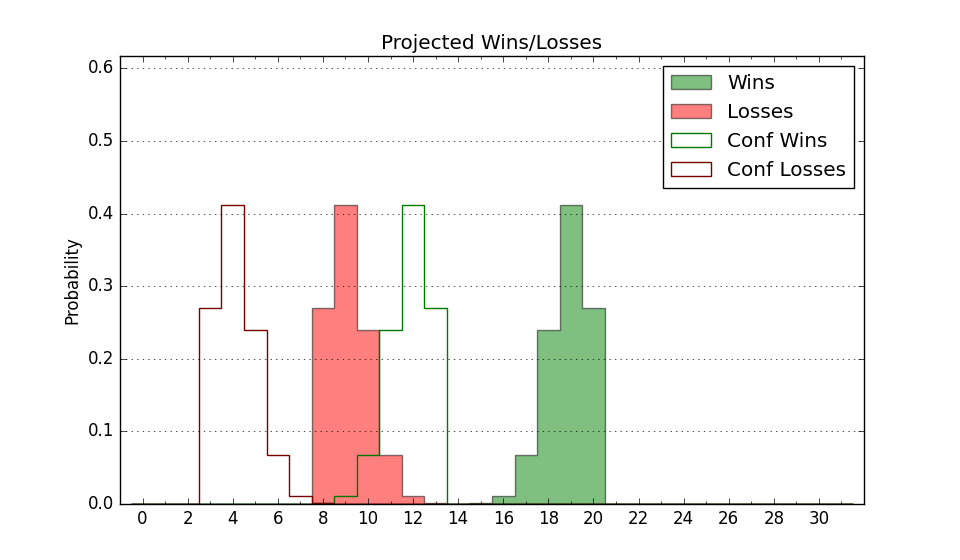 Projected Wins/Losses
Wins
Losses
Conf Wins
Conf Losses
Probability
0.6
0.5
0.4
0.3
0.2
0.1
0.0
0 2 4 6 8 10 12 14 16 18 20 22 24 26 28 30